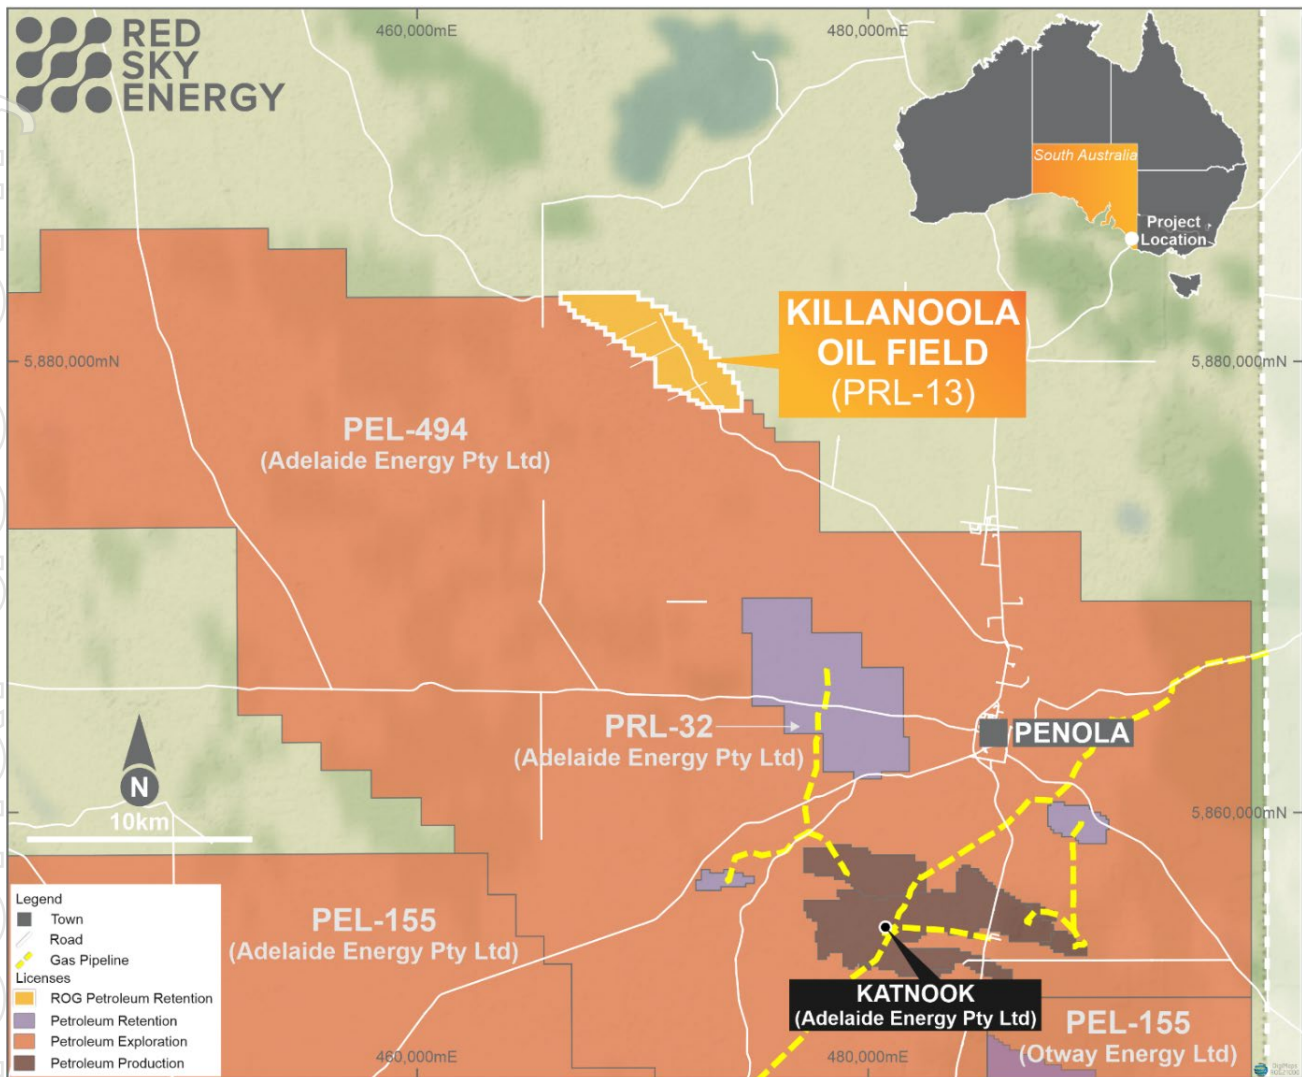 RED
SKY
ENERGY
460,000mE
480,000mE
South Australia
Project
Location
KILLANOOLA
OIL FIELD
(PRL-13)
5,880,000mN
5,880,000mN
PEL-494
(Adelaide Energy Pty Ltd)
PRL-32
(Adelaide Energy Pty Ltd)
PENOLA
N
10km
5,860,000mN
PEL-155
(Adelaide Energy Pty Ltd)
KATNOOK
(Adelaide Energy Pty Ltd)
PEL-155
(Otway Energy Ltd)
460,000mE
480,000mE
Legend
Town
Road
Gas Pipeline
Licenses
ROG Petroleum Retention
Petroleum Retention
Petroleum Exploration
Petroleum Production